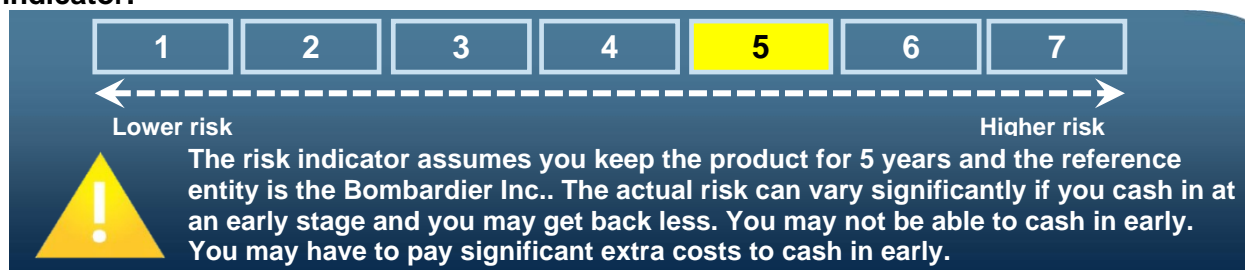 indicator:
1 2 3 4 5 6 7
Lower risk Higher risk
The risk indicator assumes you keep the product for 5 years and the reference
entity is the Bombardier Inc.. The actual risk can vary significantly if you cash in at
an early stage and you may get back less. You may not be able to cash in early.
You may have to pay significant extra costs to cash in early.